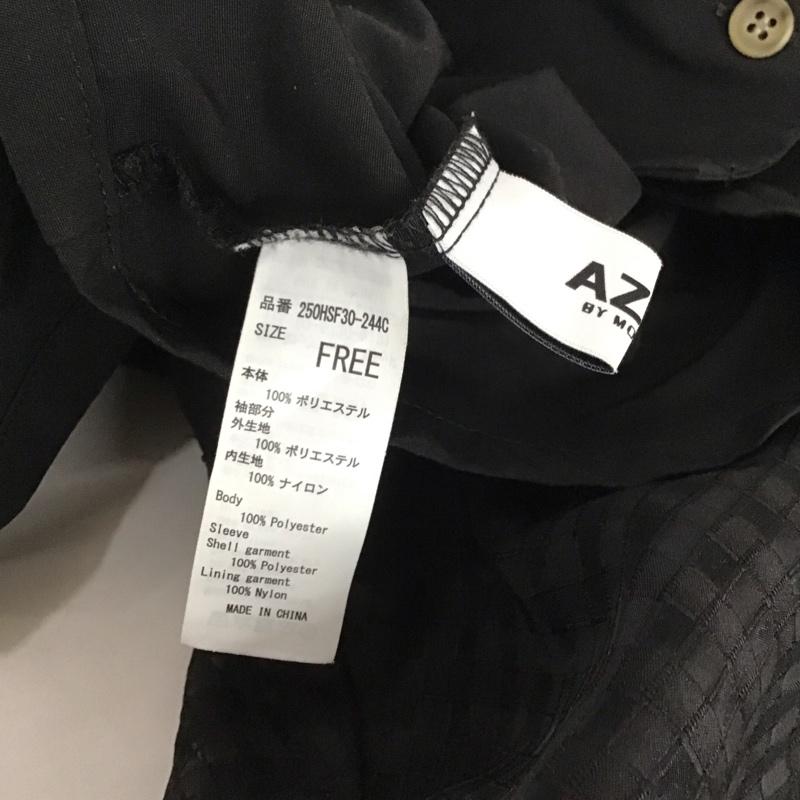 品番 250HSF30-244C
SIZE
FREE
本体
100% ポリエステル
袖部分
外生地
100% ポリエステル
内生地
100% ナイロン
Body
100% Polyester
Sleeve
Shell garment
100% Polyester
Lining garment
100% Nylon
MADE IN CHINA
AZ
BY MO